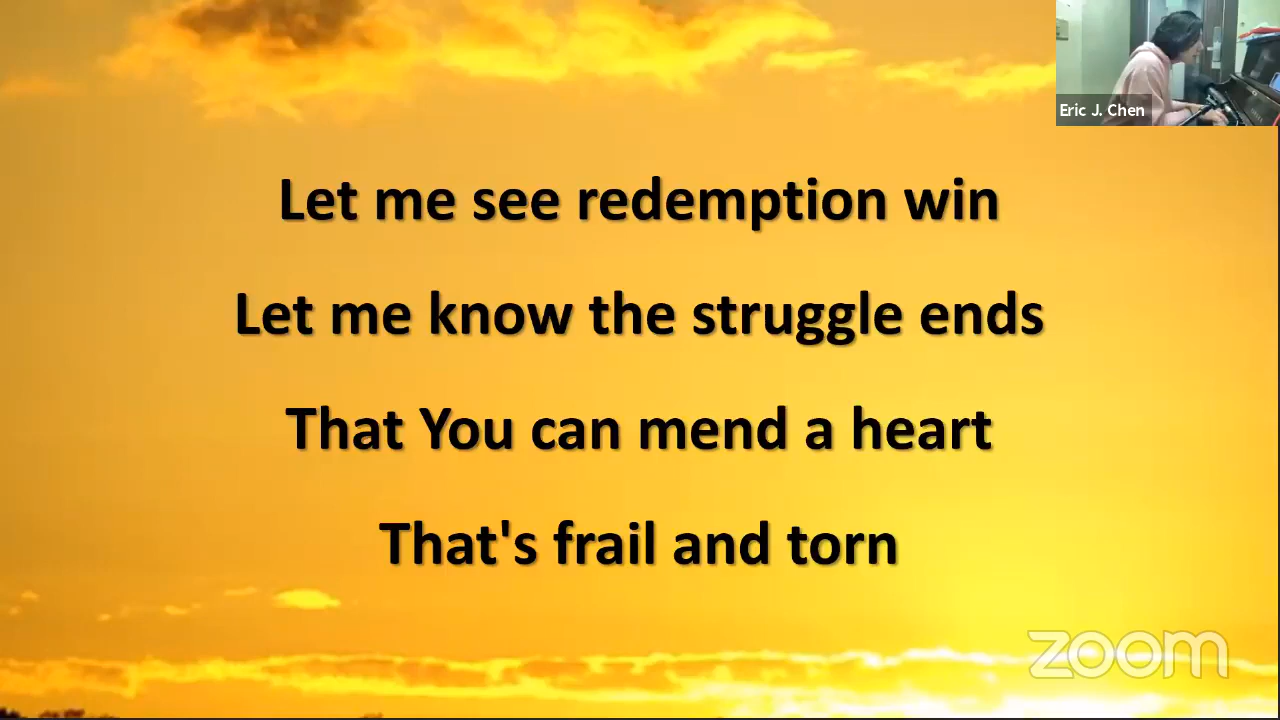 Eric J. Chen
Let me see redemption win
Let me know the struggle ends
That You can mend a heart
That's frail and torn
zoom